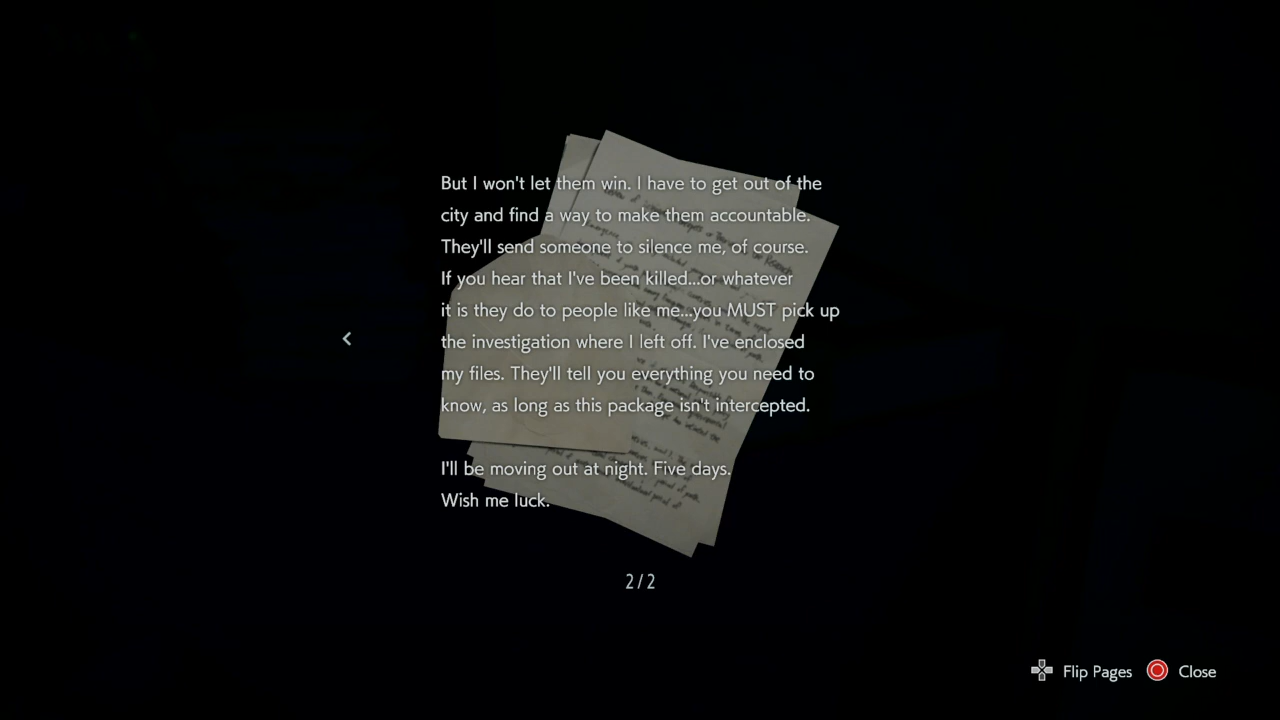 But I won't let them win. I have to get out of the
city and find a way to make them accountable.
They'll send someone to silence me, of course.
If you hear that I've been killed...or whatever
it is they do to people like me...you MUST pick up
the investigation where I left off. I've enclosed
my files. They'll tell you everything you need to
know, as long as this package isn't intercepted.
I'll be moving out at night. Five days.
Wish me luck.
2/2
Flip Pages
Close